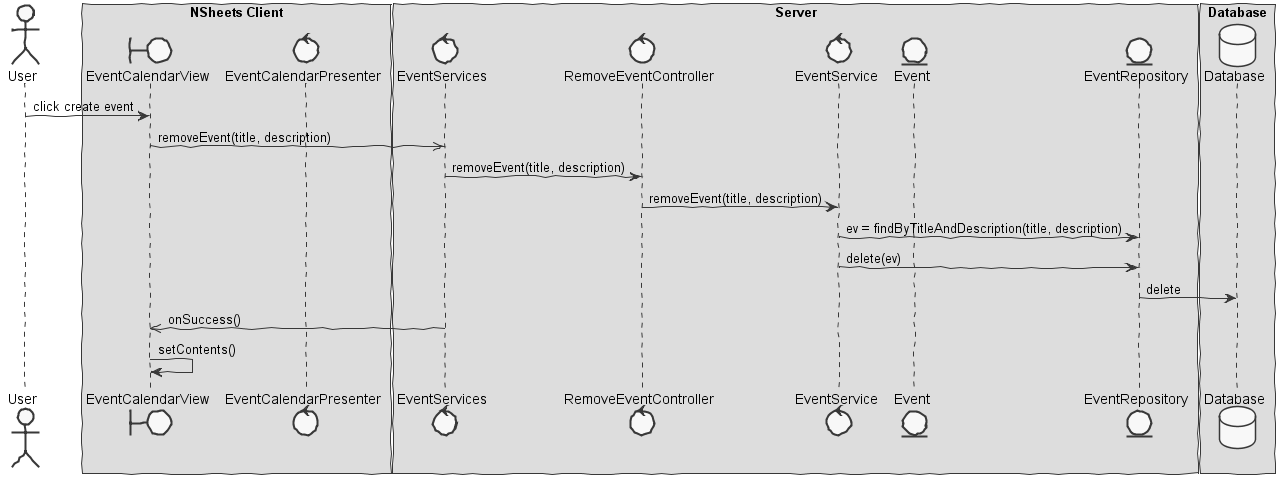 NSheets Client
Server
Database
User
EventCalendarView
EventCalendarPresenter
EventServices
RemoveEventController
EventService
Event
EventRepository
Database
click create event
removeEvent(title, description)
removeEvent(title, description)
removeEvent(title, description)
ev = findByTitleAndDescription(title, description)
delete(ev)
delete
onSuccess()
setContents()
User
EventCalendarView
EventCalendarPresenter
EventServices
RemoveEventController
EventService
Event
EventRepository
Database